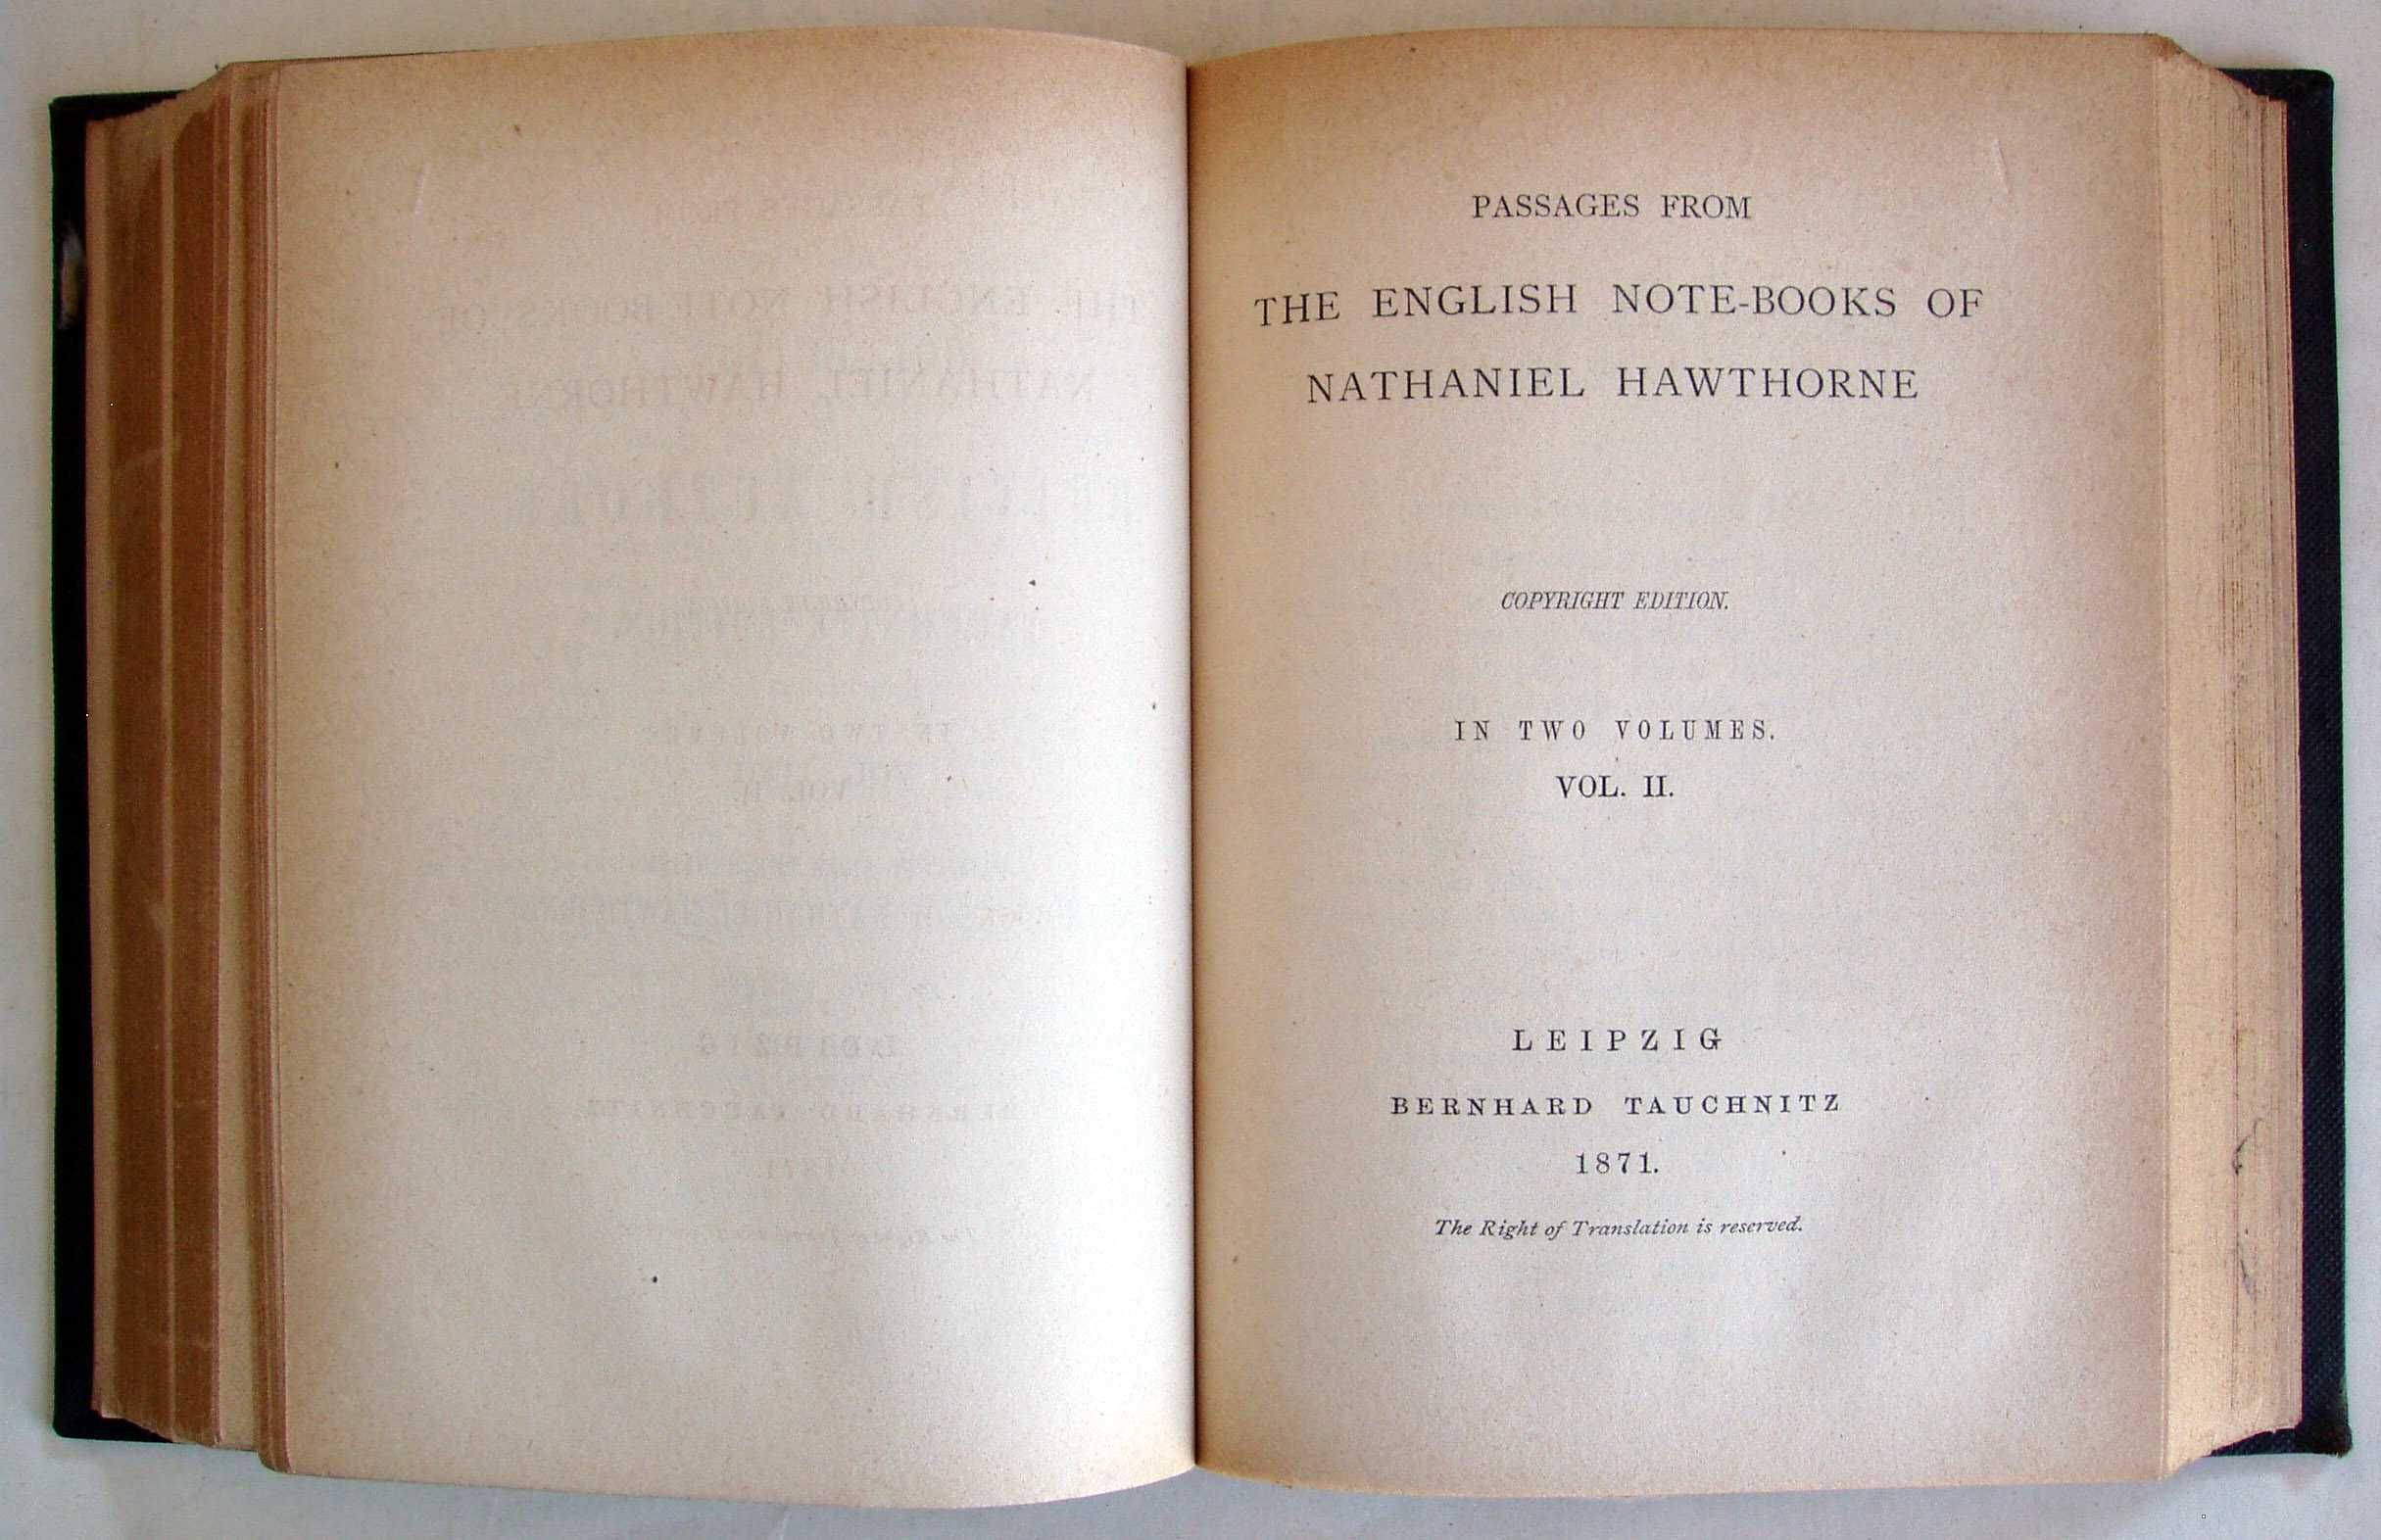 PASSAGES FROM
THE ENGLISH NOTE-BOOKS OF
NATHANIEL HAWTHORNE
COPYRIGHT EDITION.
IN TWO VOLUMES.
VOL. II.
LEIPZIG
BERNHARD TAUCHNITZ
1871.
The Right of Translation is reserved.